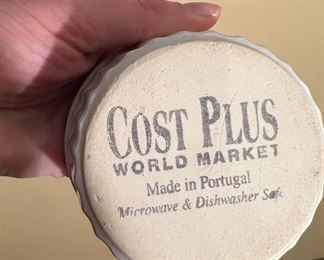 COST PLUS
WORLD MARKET
Made in Portugal
Microwave & Dishwasher Safe